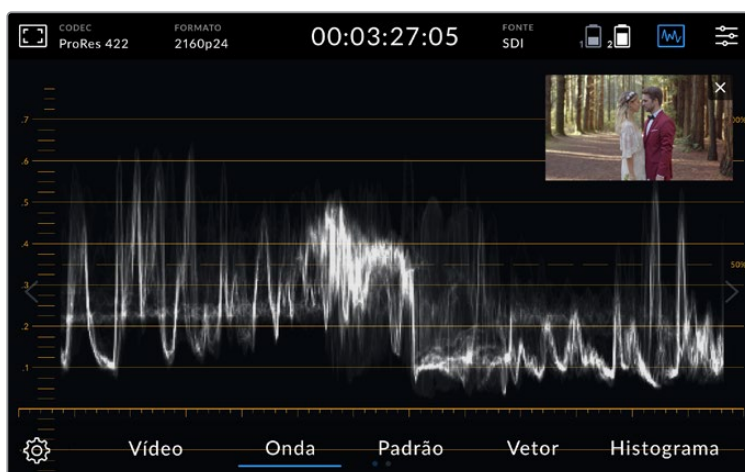 CODEC FORMATO FONTE
ProRes 422 2160p24 00:03:27:05 SDI 1 2
.7
.6
.5
.4
.3
50%
.2
.1
Vídeo Onda Padrão Vetor Histograma